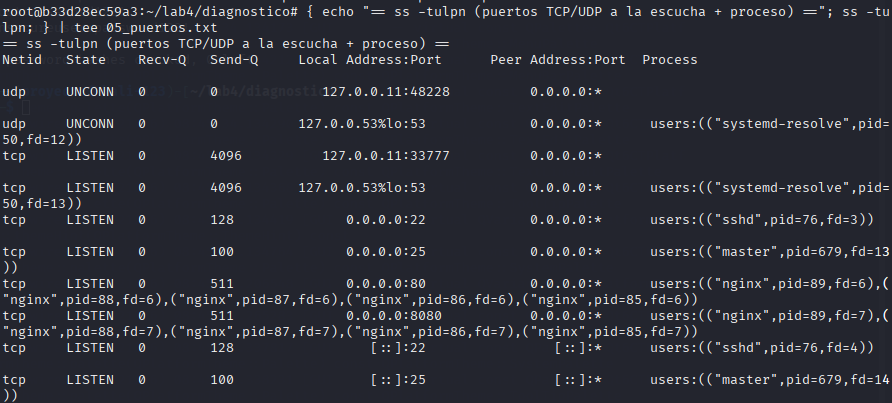 root@b33d28ec59a3:~/lab4/diagnostico# { echo "== ss -tulpn (puertos TCP/UDP a la escucha + proceso) =="; ss -tu
lpn; } | tee 05_puertos.txt
== ss -tulpn (puertos TCP/UDP a la escucha + proceso) ==
Netid State Recv-Q Send-Q Local Address:Port Peer Address:Port Process
udp UNCONN 0 0 127.0.0.11:48228 0.0.0.0:*
udp UNCONN 0 0 127.0.0.53%lo:53 0.0.0.0:* users:(("systemd-resolve",pid=
50,fd=12))
tcp LISTEN 0 4096 127.0.0.11:33777 0.0.0.0:*
tcp LISTEN 0 4096 127.0.0.53%lo:53 0.0.0.0:* users:(("systemd-resolve",pid=
50,fd=13))
tcp LISTEN 0 128 0.0.0.0:22 0.0.0.0:* users:(("sshd",pid=76,fd=3))
tcp LISTEN 0 100 0.0.0.0:25 0.0.0.0:* users:(("master",pid=679,fd=13
))
tcp LISTEN 0 511 0.0.0.0:80 0.0.0.0:* users:(("nginx",pid=89,fd=6),(
"nginx",pid=88,fd=6),("nginx",pid=87,fd=6),("nginx",pid=86,fd=6),("nginx",pid=85,fd=6))
tcp LISTEN 0 511 0.0.0.0:8080 0.0.0.0:* users:(("nginx",pid=89,fd=7),(
"nginx",pid=88,fd=7),("nginx",pid=87,fd=7),("nginx",pid=86,fd=7),("nginx",pid=85,fd=7))
tcp LISTEN 0 128 [::]:22 [::]:* users:(("sshd",pid=76,fd=4))
tcp LISTEN 0 100 [::]:25 [::]:* users:(("master",pid=679,fd=14
))